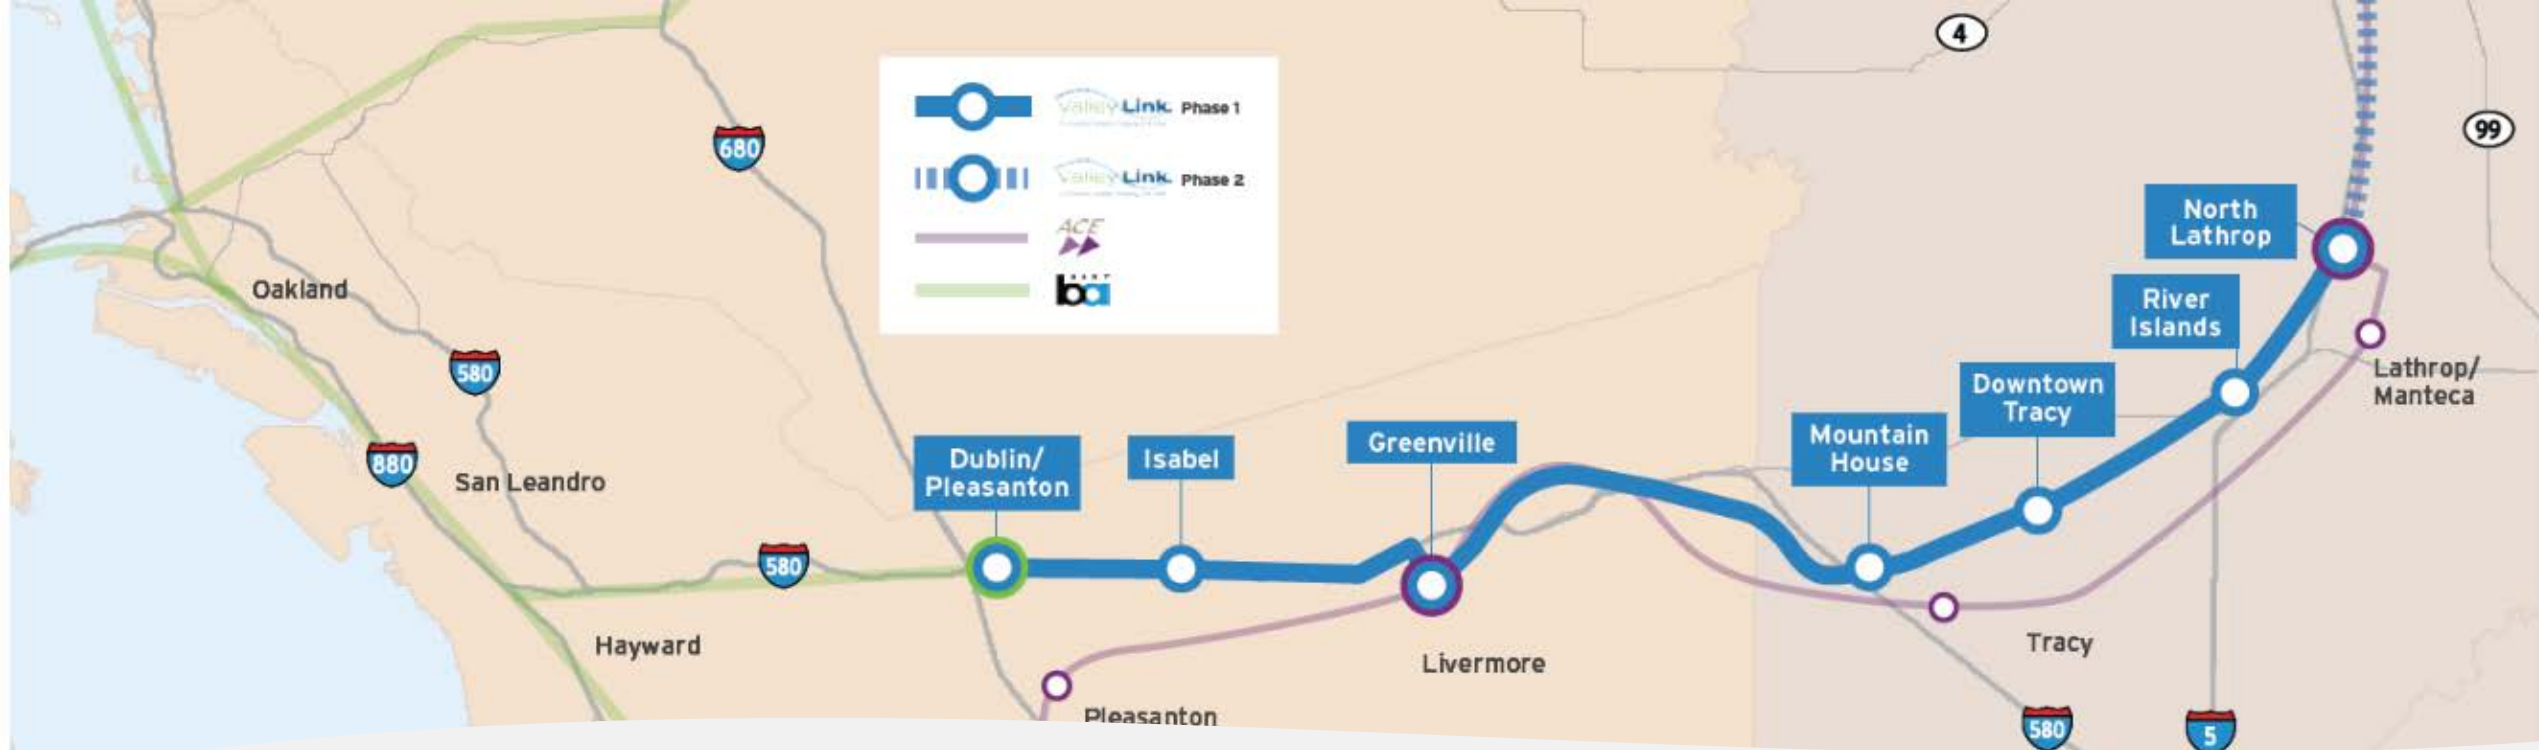 4
99
680
Valley Link Phase 1
Valley Link Phase 2
ACE
ba
North
Lathrop
River
Islands
Oakland
580
Lathrop/
Manteca
Downtown
Tracy
880
San Leandro
Dublin/
Pleasanton
Isabel
Greenville
Mountain
House
580
Hayward
Livermore
Tracy
Pleasanton
580
5